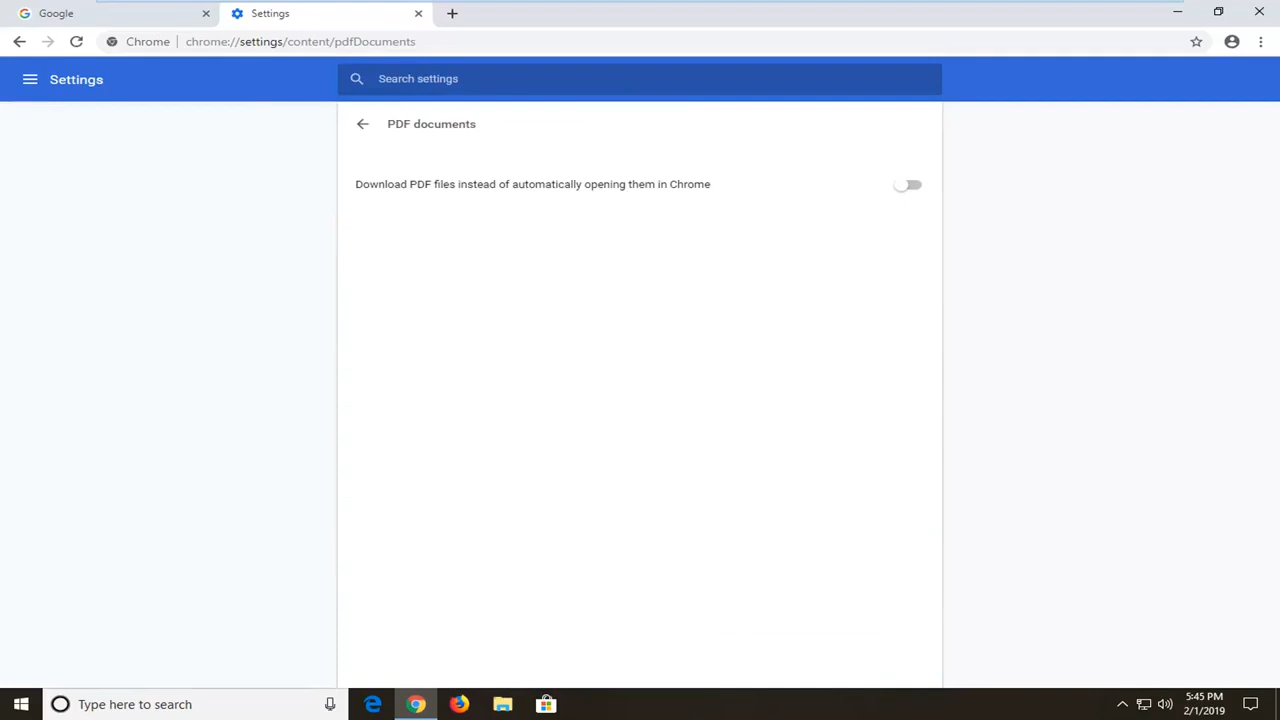 Google
Settings
Chrome
chrome://settings/content/pdfDocuments
Settings
Search settings
PDF documents
Download PDF files instead of automatically opening them in Chrome
Type here to search
5:45 PM
2/1/2019